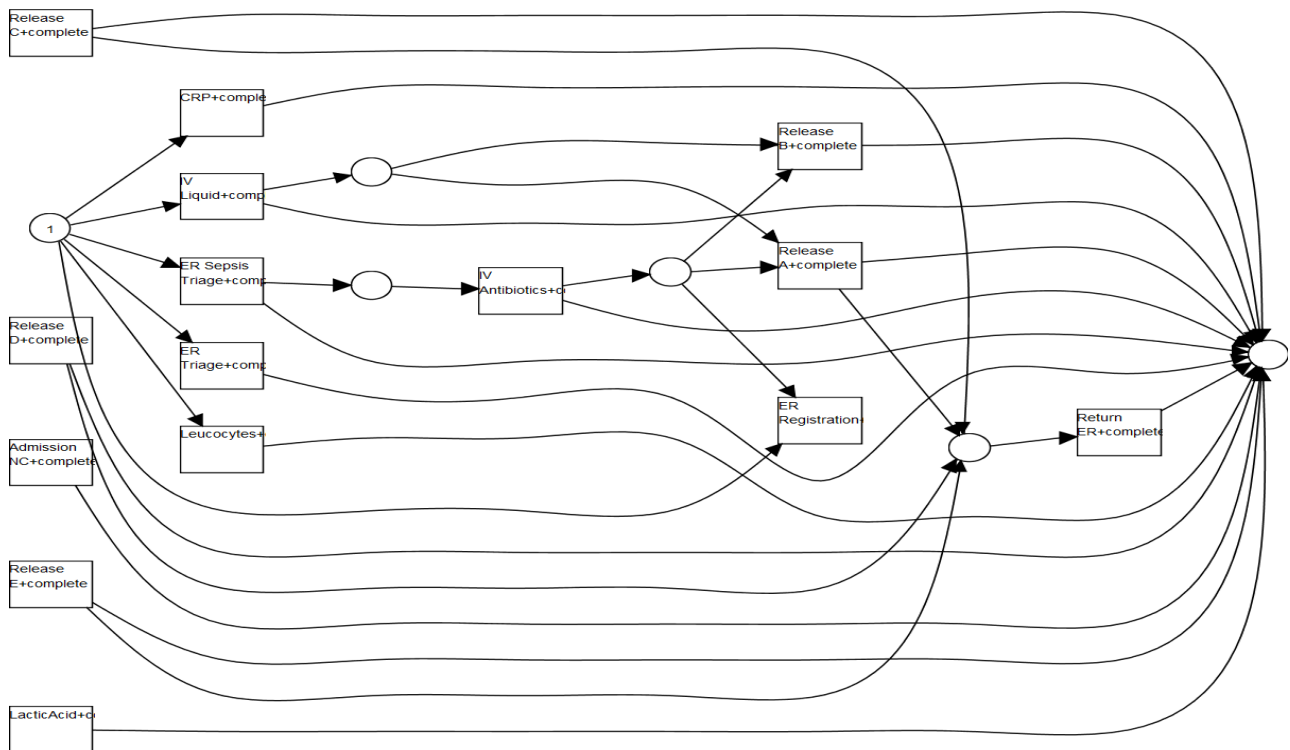 Release
C+complete
CRP+comple
Release
B+complete
IV
Liquid+comp
1
Release
A+complete
ER Sepsis
Triage+comp
IV
Antibiotics+c
Release
D+complete
ER
Triage+comp
ER
Registration+
Return
ER+complete
Leucocytes+
Admission
NC+complete
Release
E+complete
LacticAcid+c